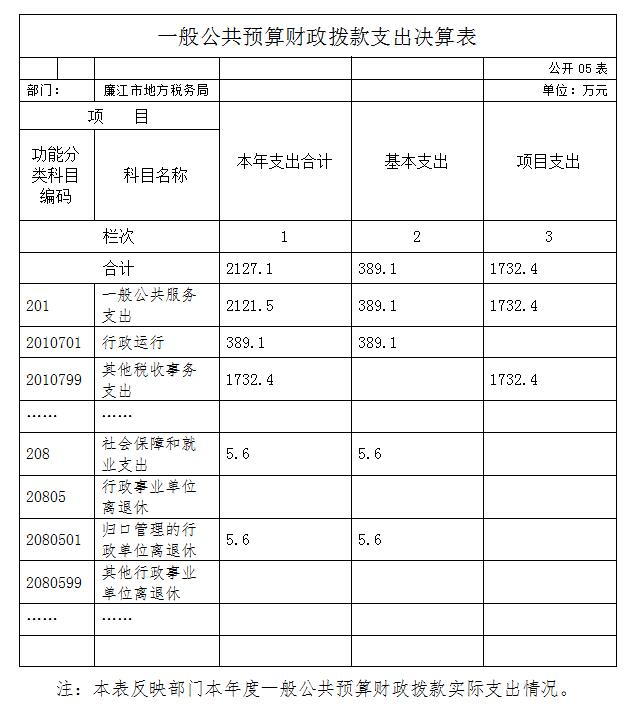 一般公共预算财政拨款支出决算表
公开 05 表
部门： 廉江市地方税务局 单位：万元
项 目 本年支出合计 基本支出 项目支出
功能分
类科目
编码
科目名称
栏次 1 2 3
合计 2127.1 389.1 1732.4
201 一般公共服务
支出 2121.5 389.1 1732.4
2010701 行政运行 389.1 389.1
2010799 其他税收事务
支出 1732.4 1732.4
…… ……
208 社会保障和就
业支出 5.6 5.6
20805 行政事业单位
离退休
2080501 归口管理的行
政单位离退休 5.6 5.6
2080599 其他行政事业
单位离退休
…… ……
注：本表反映部门本年度一般公共预算财政拨款实际支出情况。